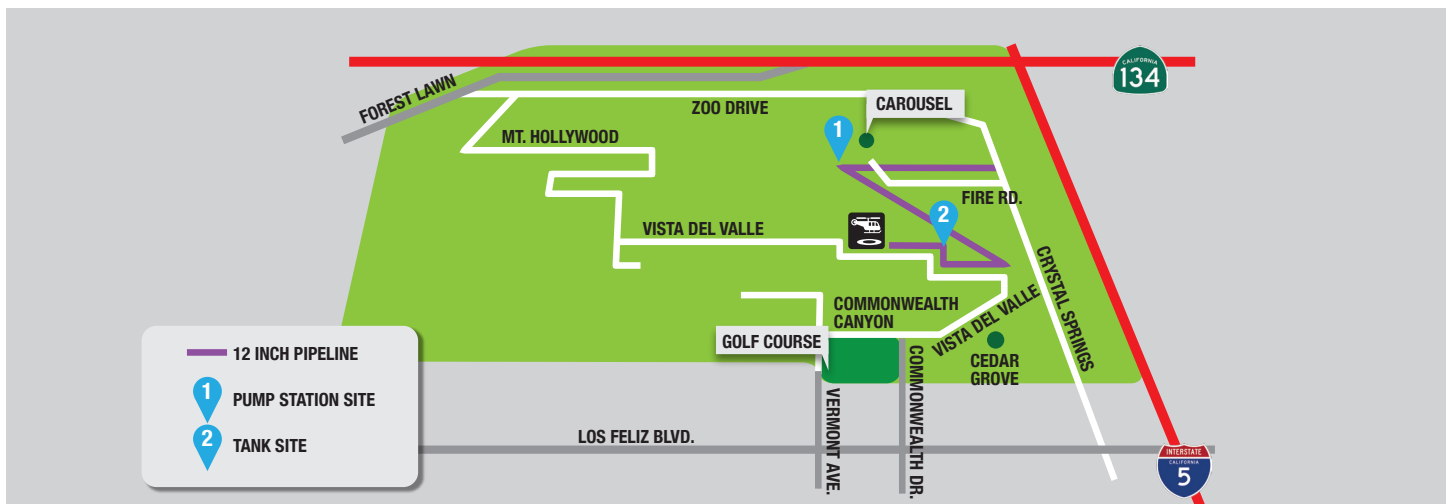 CALIFORNIA
134
FOREST LAWN
ZOO DRIVE
CAROUSEL
1
MT. HOLLYWOOD
FIRE RD.
2
VISTA DEL VALLE
CRYSTAL SPRINGS
COMMONWEALTH
CANYON
VISTA DEL VALLE
GOLF COURSE
CEDAR
GROVE
12 INCH PIPELINE
1
PUMP STATION SITE
2
TANK SITE
VERMONT AVE.
COMMONWEALTH DR.
LOS FELIZ BLVD.
INTERSTATE
CALIFORNIA
5